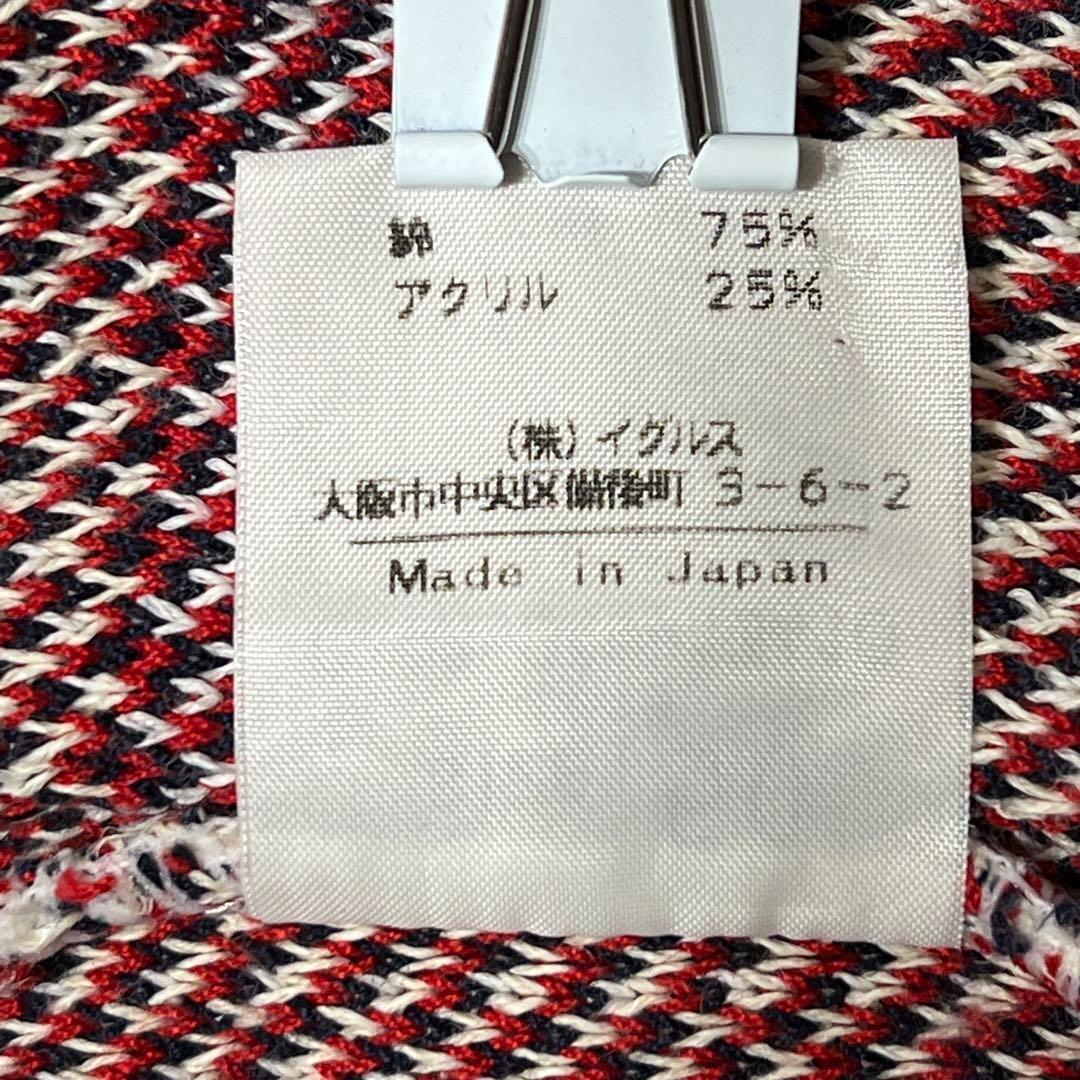 綿 75%
アクリル 25%
(株)イグルス
大阪市中央区備後町 3-6-2
Made in Japan